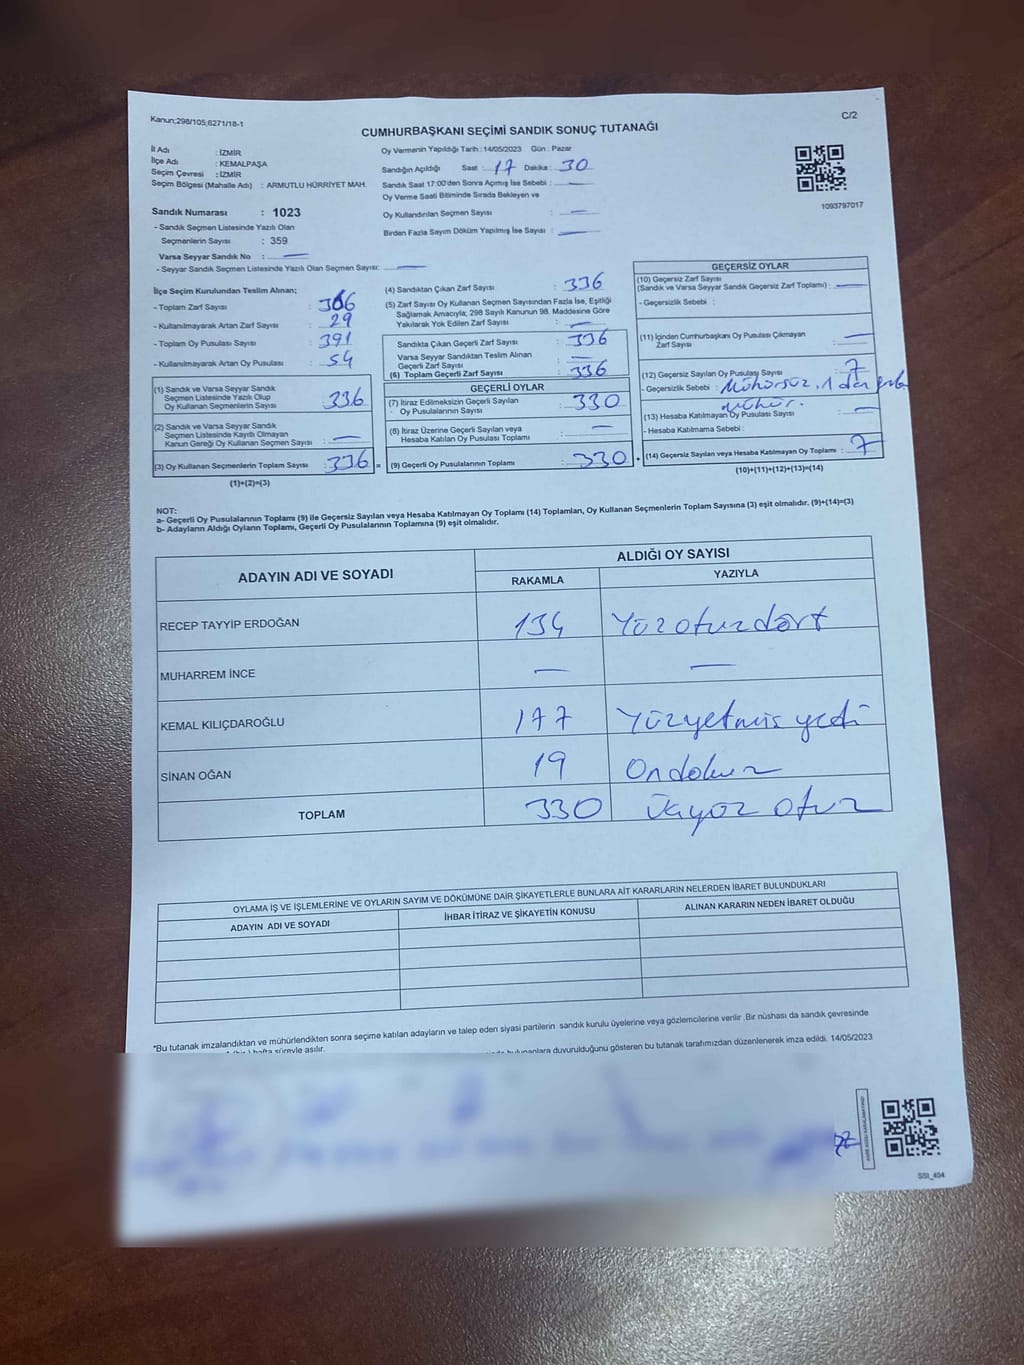 Kanun;298/105;6271/18-1
C/2
CUMHURBAŞKANI SEÇİMİ SANDIK SONUÇ TUTANAĞI
İl Adı : İZMİR
İlçe Adı : KEMALPAŞA
Seçim Çevresi : İZMİR
Seçim Bölgesi (Mahalle Adı) : ARMUTLU HÜRRİYET MAH.
Sandık Numarası : 1023
- Sandık Seçmen Listesinde Yazılı Olan
Seçmenlerin Sayısı : 359
Varsa Seyyar Sandık No : —
- Seyyar Sandık Seçmen Listesinde Yazılı Olan Seçmen Sayısı: —
Oy Vermenin Yapıldığı Tarih : 14/05/2023 Gün : Pazar
Sandığın Açıldığı Saat : 17 Dakika : 30
Sandık Saat 17:00'den Sonra Açımış İse Sebebi : —
Oy Verme Saati Bitiminde Sırada Bekleyen ve
Oy Kullandırılan Seçmen Sayısı : —
Birden Fazla Sayım Döküm Yapılmış İse Sayısı : —
1093797017
İlçe Seçim Kurulundan Teslim Alınan;
- Toplam Zarf Sayısı : 366
- Kullanılmayarak Artan Zarf Sayısı : 29
- Toplam Oy Pusulası Sayısı : 391
- Kullanılmayarak Artan Oy Pusulası : 54
(1) Sandık ve Varsa Seyyar Sandık
Seçmen Listesinde Yazılı Olup
Oy Kullanan Seçmenlerin Sayısı : 336
(2) Sandık ve Varsa Seyyar Sandık
Seçmen Listesinde Kayıtlı Olmayan
Kanun Gereği Oy Kullanan Seçmen Sayısı : —
(3) Oy Kullanan Seçmenlerin Toplam Sayısı : 336 =
(1)+(2)=(3)
(4) Sandıktan Çıkan Zarf Sayısı : 336
(5) Zarf Sayısı Oy Kullanan Seçmen Sayısından Fazla İse, Eşitliği
Sağlamak Amacıyla; 298 Sayılı Kanunun 98. Maddesine Göre
Yakılarak Yok Edilen Zarf Sayısı : —
Sandıkta Çıkan Geçerli Zarf Sayısı : 336
Varsa Seyyar Sandıktan Teslim Alınan
Geçerli Zarf Sayısı : —
(6) Toplam Geçerli Zarf Sayısı : 336
GEÇERLİ OYLAR
(7) İtiraz Edilmeksizin Geçerli Sayılan
Oy Pusulalarının Sayısı : 330
(8) İtiraz Üzerine Geçerli Sayılan veya
Hesaba Katılan Oy Pusulası Toplamı : —
(9) Geçerli Oy Pusulalarının Toplamı : 330 +
GEÇERSİZ OYLAR
(10) Geçersiz Zarf Sayısı
(Sandık ve Varsa Seyyar Sandık Geçersiz Zarf Toplamı) : —
- Geçersizlik Sebebi :
(11) İçinden Cumhurbaşkanı Oy Pusulası Çıkmayan
Zarf Sayısı : —
(12) Geçersiz Sayılan Oy Pusulası Sayısı : 7
- Geçersizlik Sebebi : Mühürsüz, 1 den
mühür.
(13) Hesaba Katılmayan Oy Pusulası Sayısı : —
- Hesaba Katılmama Sebebi :
(14) Geçersiz Sayılan veya Hesaba Katılmayan Oy Toplamı : 7
(10)+(11)+(12)+(13)=(14)
NOT:
a- Geçerli Oy Pusulalarının Toplamı (9) ile Geçersiz Sayılan veya Hesaba Katılmayan Oy Toplamı (14) Toplamları, Oy Kullanan Seçmenlerin Toplam Sayısına (3) eşit olmalıdır. (9)+(14)=(3)
b- Adayların Aldığı Oyların Toplamı, Geçerli Oy Pusulalarının Toplamına (9) eşit olmalıdır.
ADAYIN ADI VE SOYADI
ALDIĞI OY SAYISI
RAKAMLA YAZIYLA
RECEP TAYYİP ERDOĞAN 134 Yüzotuzdört
MUHARREM İNCE — —
KEMAL KILIÇDAROĞLU 177 Yüzyetmiş yedi
SİNAN OĞAN 19 Ondokuz
TOPLAM 330 Üçyüz otuz
OYLAMA İŞ VE İŞLEMLERİNE VE OYLARIN SAYIM VE DÖKÜMÜNE DAİR ŞİKAYETLERLE BUNLARA AİT KARARLARIN NELERDEN İBARET BULUNDUKLARI
ADAYIN ADI VE SOYADI İHBAR İTİRAZ VE ŞİKAYETİN KONUSU ALINAN KARARIN NEDEN İBARET OLDUĞU
*Bu tutanak imzalandıktan ve mühürlendikten sonra seçime katılan adayların ve talep eden siyasi partilerin sandık kurulu üyelerine veya gözlemcilerine verilir .Bir nüshası da sandık çevresinde
hafta süreyle asılır.
bulunanlara duyurulduğunu gösteren bu tutanak tarafımızdan düzenlenerek imza edildi. 14/05/2023
SSİ_404